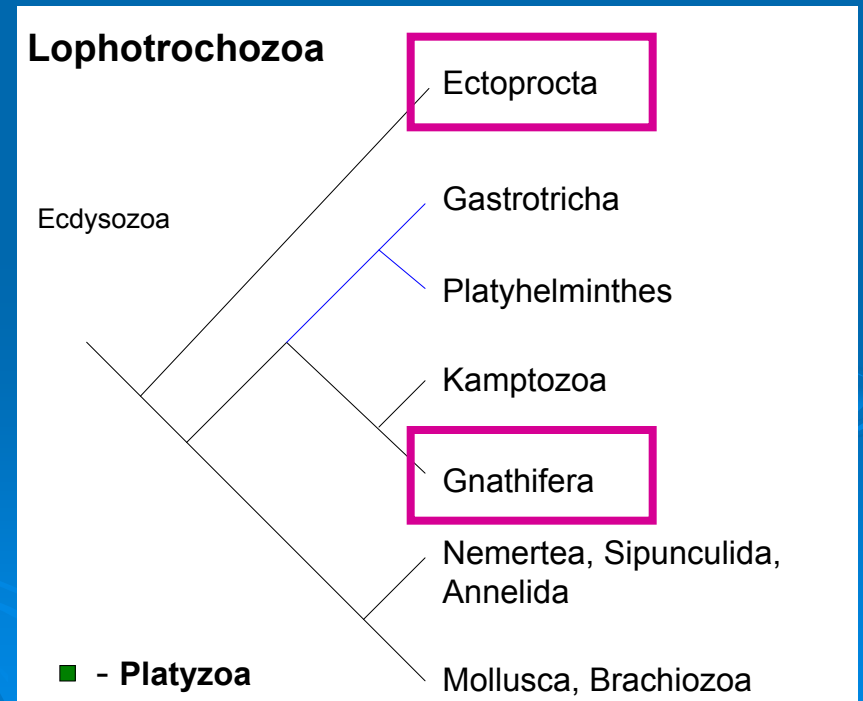 Lophotrochozoa
Ectoprocta
Ecdysozoa
Gastrotricha
Platyhelminthes
Kamptozoa
Gnathifera
Nemertea, Sipunculida,
Annelida
- Platyzoa
Mollusca, Brachiozoa